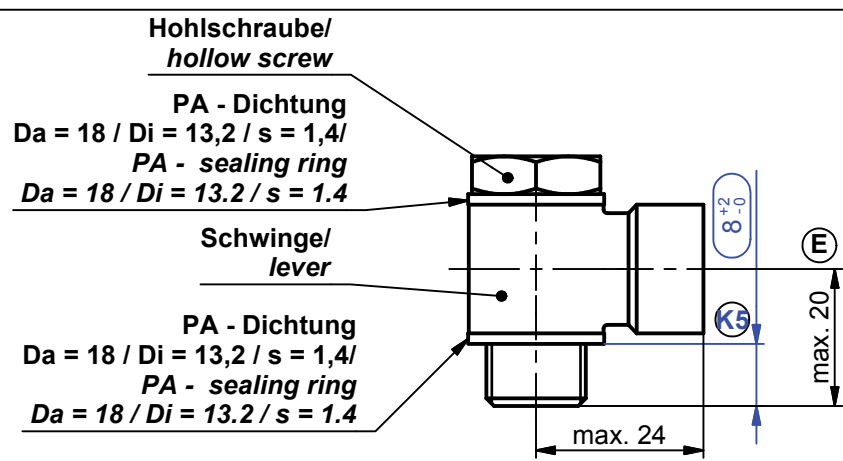 Hohlschraube/
hollow screw
PA - Dichtung
Da = 18 / Di = 13,2 / s = 1,4/
PA - sealing ring
Da = 18 / Di = 13.2 / s = 1.4
Schwinge/
lever
PA - Dichtung
Da = 18 / Di = 13,2 / s = 1,4/
PA - sealing ring
Da = 18 / Di = 13.2 / s = 1.4
8 +2 -0
E
K5
max. 20
max. 24